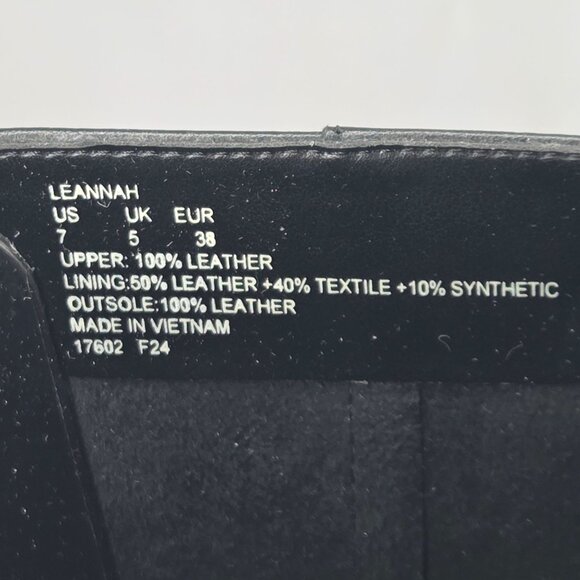 LEANNAH
US UK EUR
7 5 38
UPPER: 100% LEATHER
LINING:50% LEATHER +40% TEXTILE +10% SYNTHETIC
OUTSOLE:100% LEATHER
MADE IN VIETNAM
17602 F24